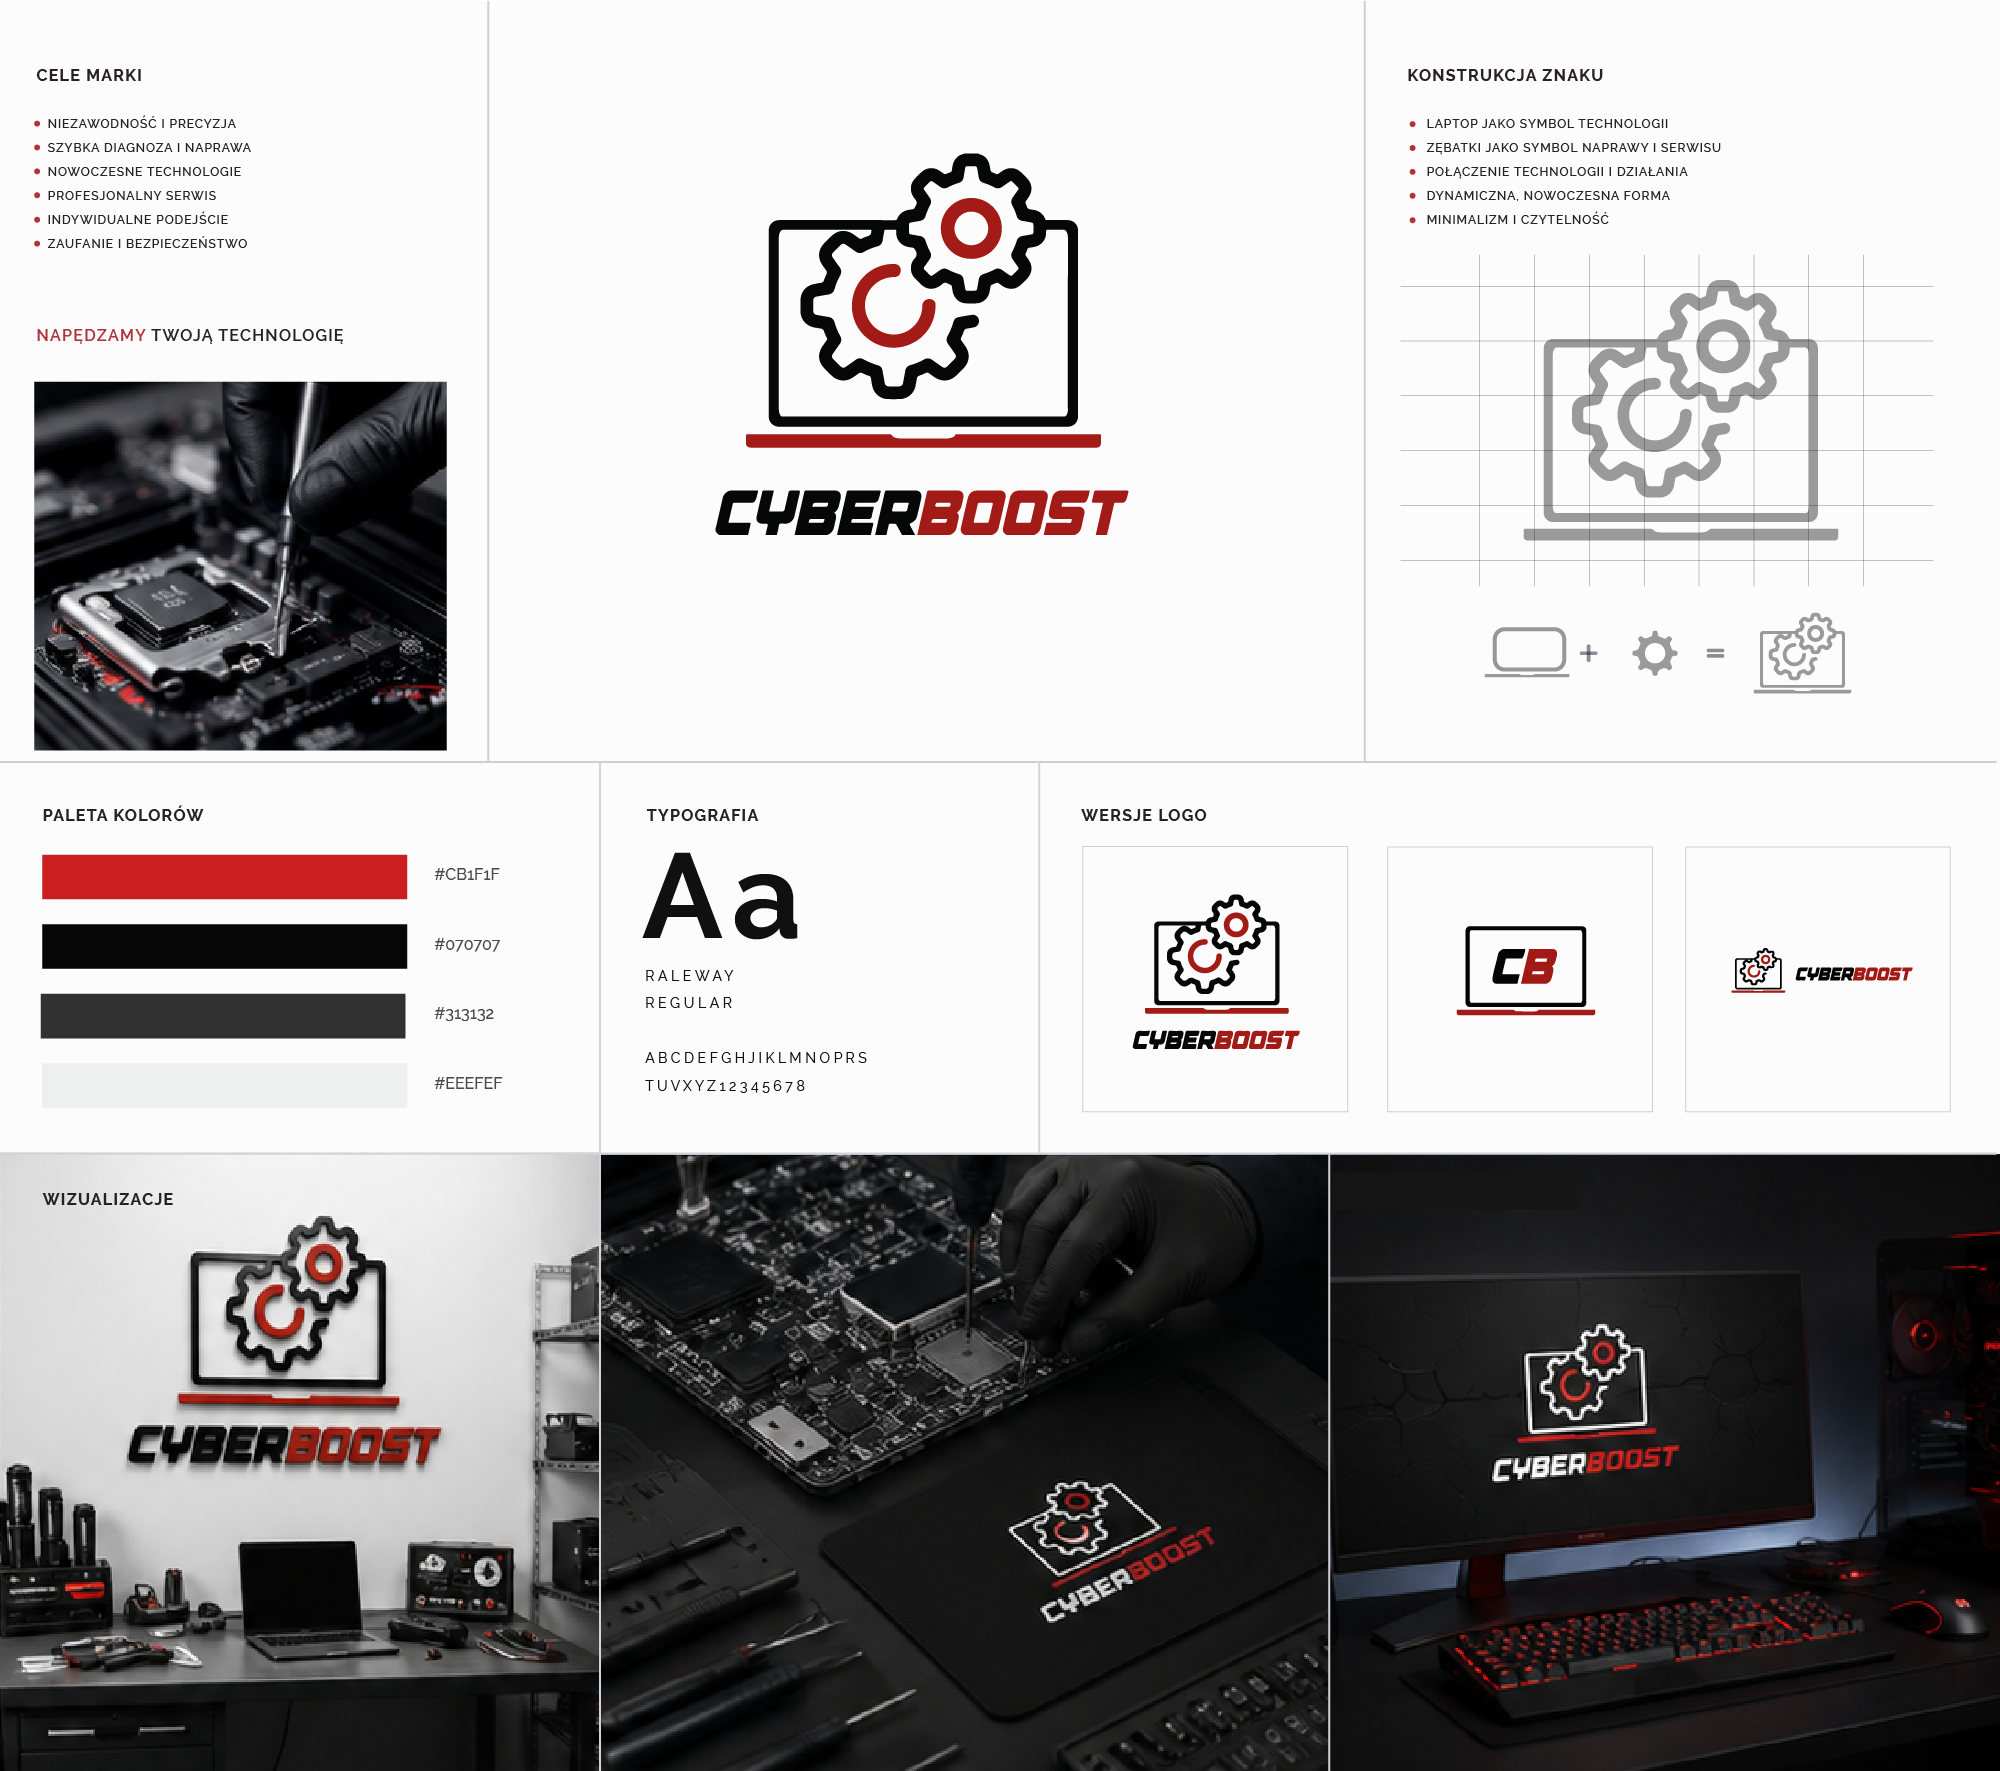 CELE MARKI
NIEZAWODNOŚĆ I PRECYZJA
SZYBKA DIAGNOZA I NAPRAWA
NOWOCZESNE TECHNOLOGIE
PROFESJONALNY SERWIS
INDYWIDUALNE PODEJŚCIE
ZAUFANIE I BEZPIECZEŃSTWO
NAPĘDZAMY TWOJĄ TECHNOLOGIĘ
CYBERBOOST
KONSTRUKCJA ZNAKU
LAPTOP JAKO SYMBOL TECHNOLOGII
ZĘBATKI JAKO SYMBOL NAPRAWY I SERWISU
POŁĄCZENIE TECHNOLOGII I DZIAŁANIA
DYNAMICZNA, NOWOCZESNA FORMA
MINIMALIZM I CZYTELNOŚĆ
+ =
PALETA KOLORÓW
#CB1F1F
#070707
#313132
#EEEFEF
TYPOGRAFIA
Aa
RALEWAY
REGULAR
ABCDEFGHJIKLMNOPRS
TUVXYZ12345678
WERSJE LOGO
CYBERBOOST
CB
CYBERBOOST
WIZUALIZACJE
CYBERBOOST
CYBERBOOST
CYBERBOOST